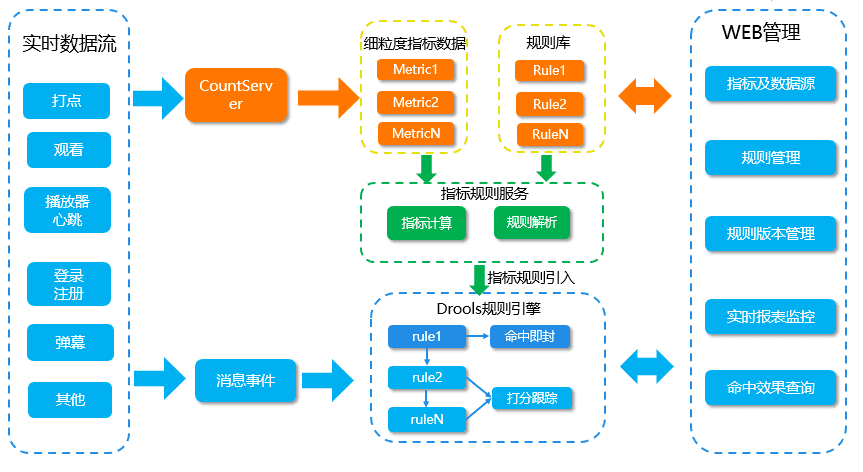 实时数据流
打点
观看
播放器
心跳
登录
注册
弹幕
其他
CountServ
er
消息事件
细粒度指标数据
Metric1
Metric2
MetricN
规则库
Rule1
Rule2
RuleN
指标规则服务
指标计算
规则解析
指标规则引入
Drools规则引擎
rule1
命中即封
rule2
打分跟踪
ruleN
WEB管理
指标及数据源
规则管理
规则版本管理
实时报表监控
命中效果查询